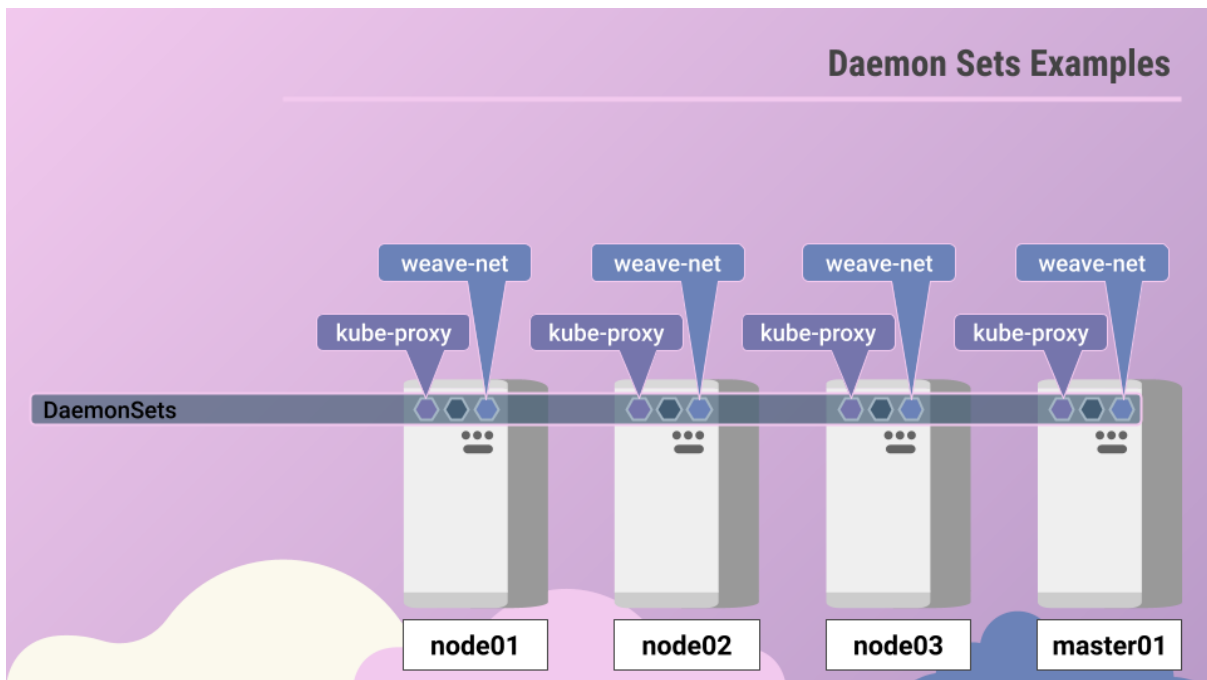 Daemon Sets Examples
weave-net
weave-net
weave-net
weave-net
kube-proxy
kube-proxy
kube-proxy
kube-proxy
DaemonSets
node01
node02
node03
master01